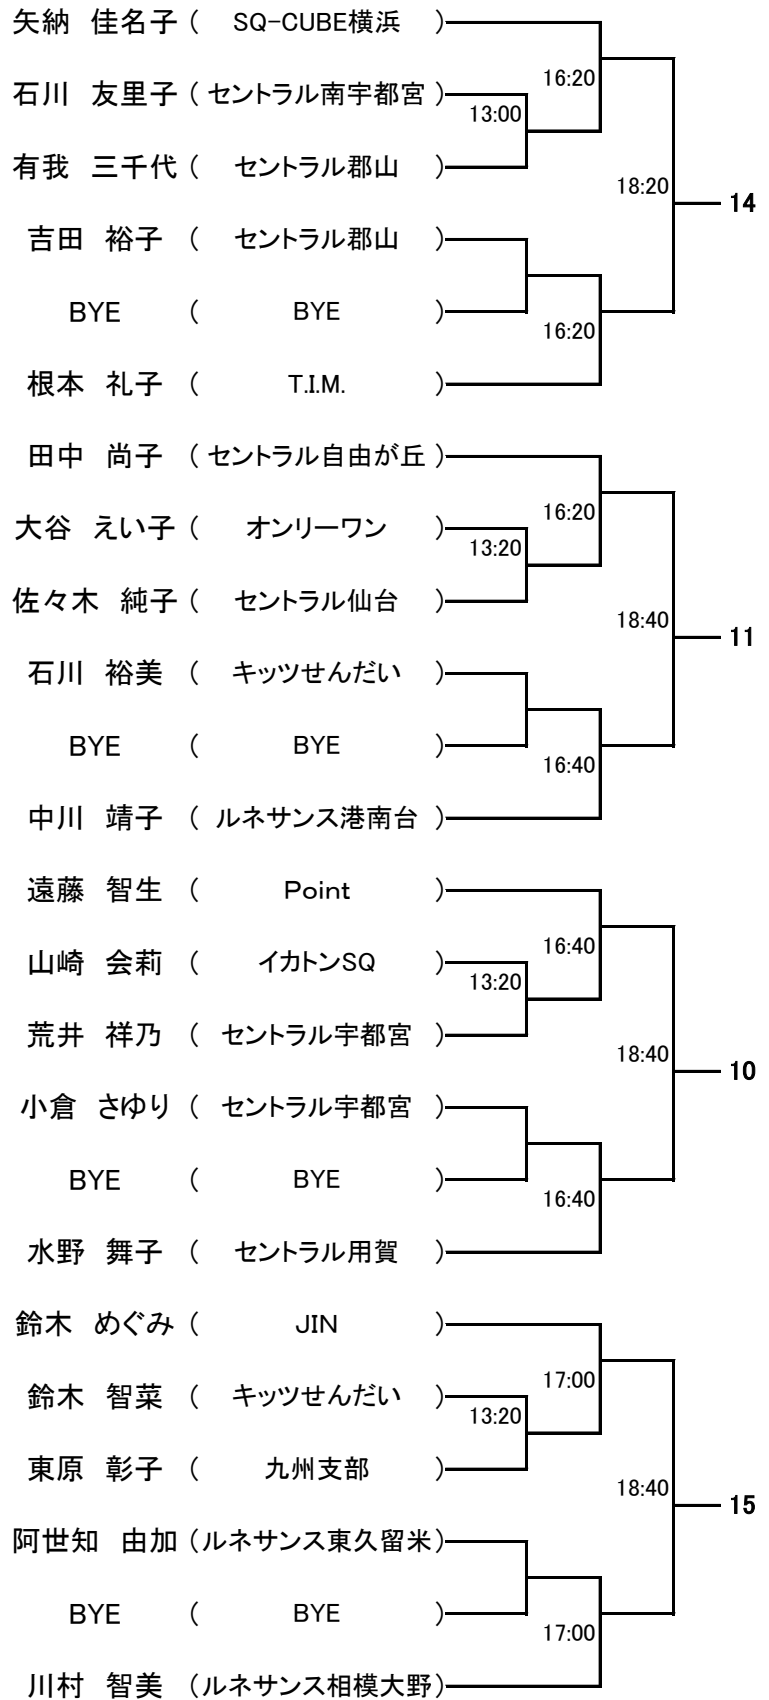 矢納 佳名子 ( SQ-CUBE横浜 )
16:20
石川 友里子 ( セントラル南宇都宮 )
13:00
有我 三千代 ( セントラル郡山 )
18:20
14
吉田 裕子 ( セントラル郡山 )
BYE ( BYE )
16:20
根本 礼子 ( T.I.M. )
田中 尚子 ( セントラル自由が丘 )
16:20
大谷 えい子 ( オンリーワン )
13:20
佐々木 純子 ( セントラル仙台 )
18:40
11
石川 裕美 ( キッツせんだい )
BYE ( BYE )
16:40
中川 靖子 ( ルネサンス港南台 )
遠藤 智生 ( Point )
16:40
山崎 会莉 ( イカトンSQ )
13:20
荒井 祥乃 ( セントラル宇都宮 )
18:40
10
小倉 さゆり ( セントラル宇都宮 )
BYE ( BYE )
16:40
水野 舞子 ( セントラル用賀 )
鈴木 めぐみ ( JIN )
17:00
鈴木 智菜 ( キッツせんだい )
13:20
東原 彰子 ( 九州支部 )
18:40
15
阿世知 由加 (ルネサンス東久留米)
BYE ( BYE )
17:00
川村 智美 (ルネサンス相模大野)